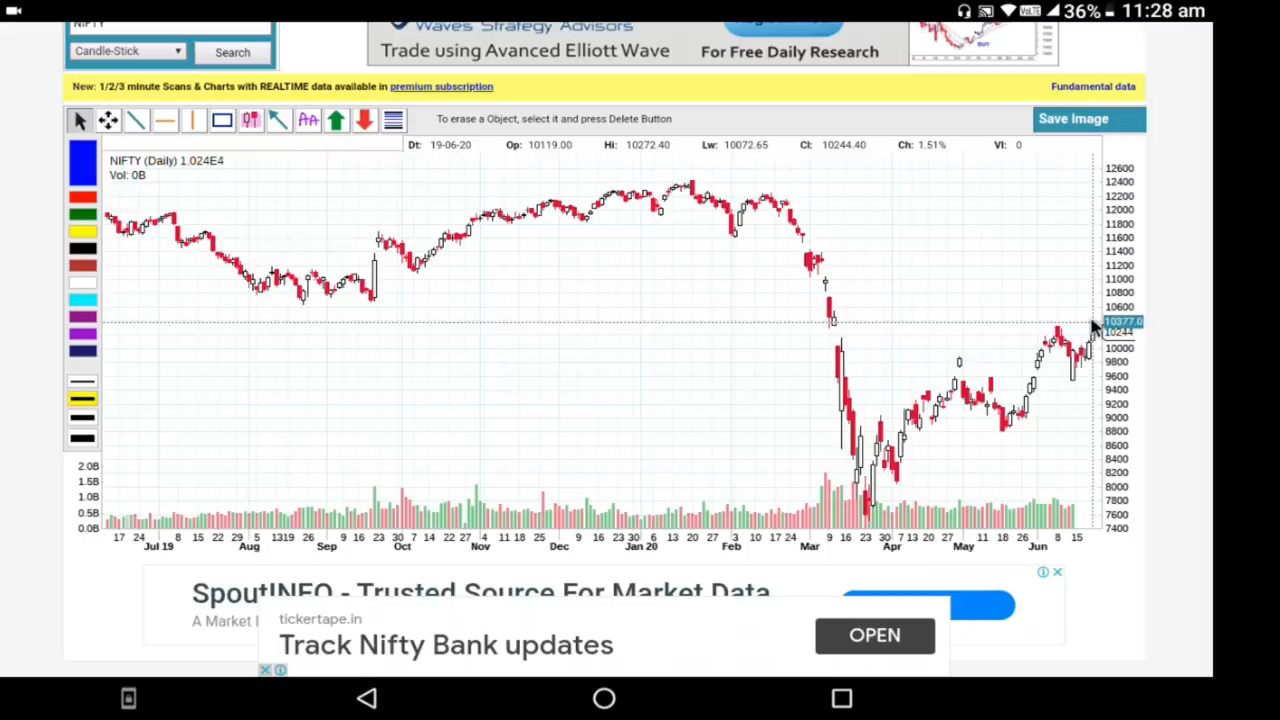 VoLTE 36% 11:28 am
NIFTY
Waves Strategy Advisors
Candle-Stick Search
Trade using Avanced Elliott Wave For Free Daily Research
BUY
New: 1/2/3 minute Scans & Charts with REALTIME data available in premium subscription Fundamental data
AA To erase a Object, select it and press Delete Button Save Image
Dt: 19-06-20 Op: 10119.00 Hi: 10272.40 Lw: 10072.65 Cl: 10244.40 Ch: 1.51% Vl: 0
NIFTY (Daily) 1.024E4
Vol: 0B
12600
12400
12200
12000
11800
11600
11400
11200
11000
10800
10600
10377.0
10244
10000
9800
9600
9400
9200
9000
8800
8600
8400
8200
8000
7800
7600
7400
2.0B
1.5B
1.0B
0.5B
0.0B
17 24 8 15 22 29 5 1319 26 9 16 23 7 14 22 29 4 11 18 25 9 16 23 30 6 13 20 27 3 10 17 24 9 16 23 30 7 13 20 27 11 18 26 8 15
Jul 19 Aug Sep Oct Nov Dec Jan 20 Feb Mar Apr May Jun
SpoutINFO - Trusted Source For Market Data
A Market
tickertape.in
Track Nifty Bank updates
OPEN